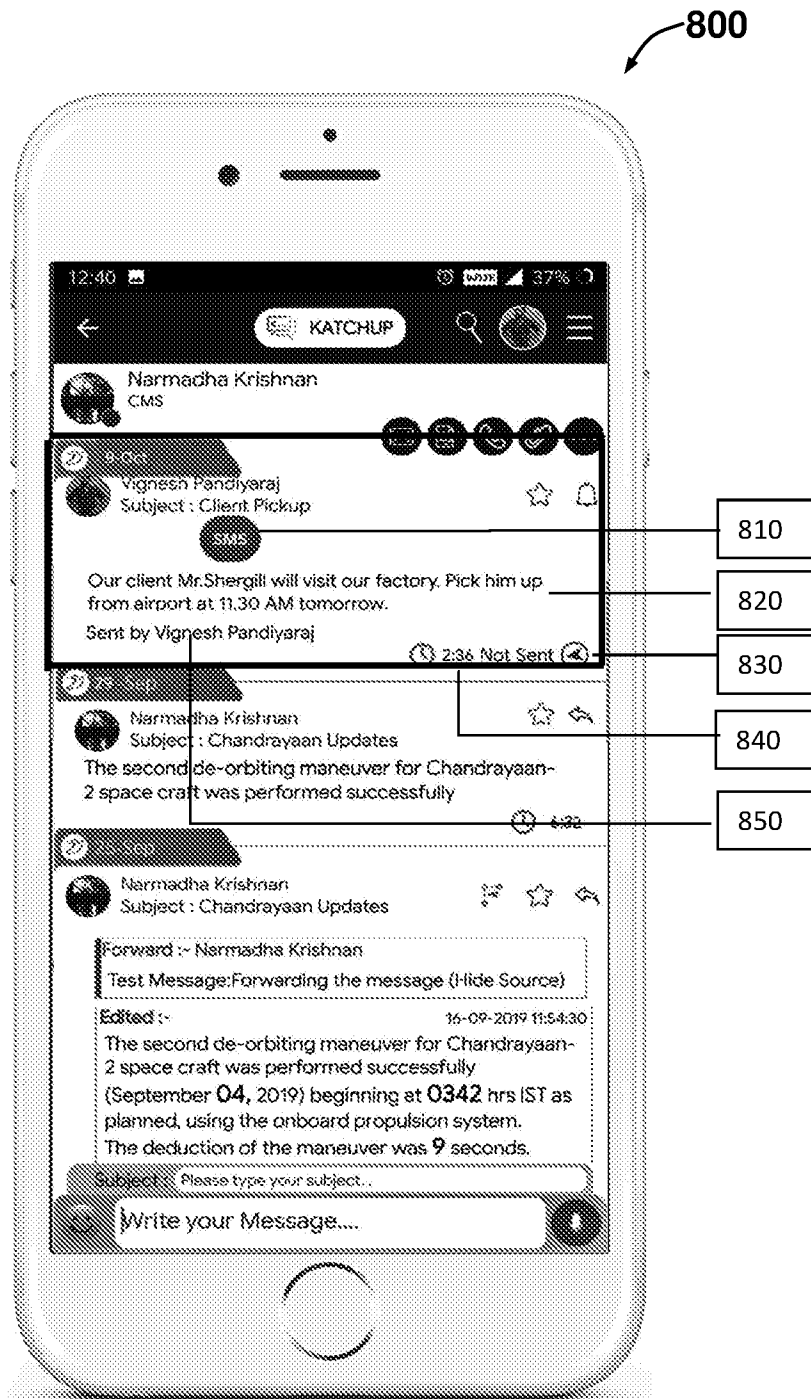 800
12:40 37%
KATCHUP
Narmadha Krishnan
CMS
Vignesh Pandiyaraj
Subject : Client Pickup
SMS
810
Our client Mr.Shergill will visit our factory. Pick him up
from airport at 11.30 AM tomorrow.
820
Sent by Vignesh Pandiyaraj
2:36 Not Sent
830
Narmadha Krishnan
Subject : Chandrayaan Updates
840
The second de-orbiting maneuver for Chandrayaan-
2 space craft was performed successfully
6:32
850
Narmadha Krishnan
Subject : Chandrayaan Updates
Forward :- Narmadha Krishnan
Test Message:Forwarding the message (Hide Source)
Edited :- 16-09-2019 11:54:30
The second de-orbiting maneuver for Chandrayaan-
2 space craft was performed successfully
(September 04, 2019) beginning at 0342 hrs IST as
planned, using the onboard propulsion system.
The deduction of the maneuver was 9 seconds.
Subject : Please type your subject...
Write your Message....